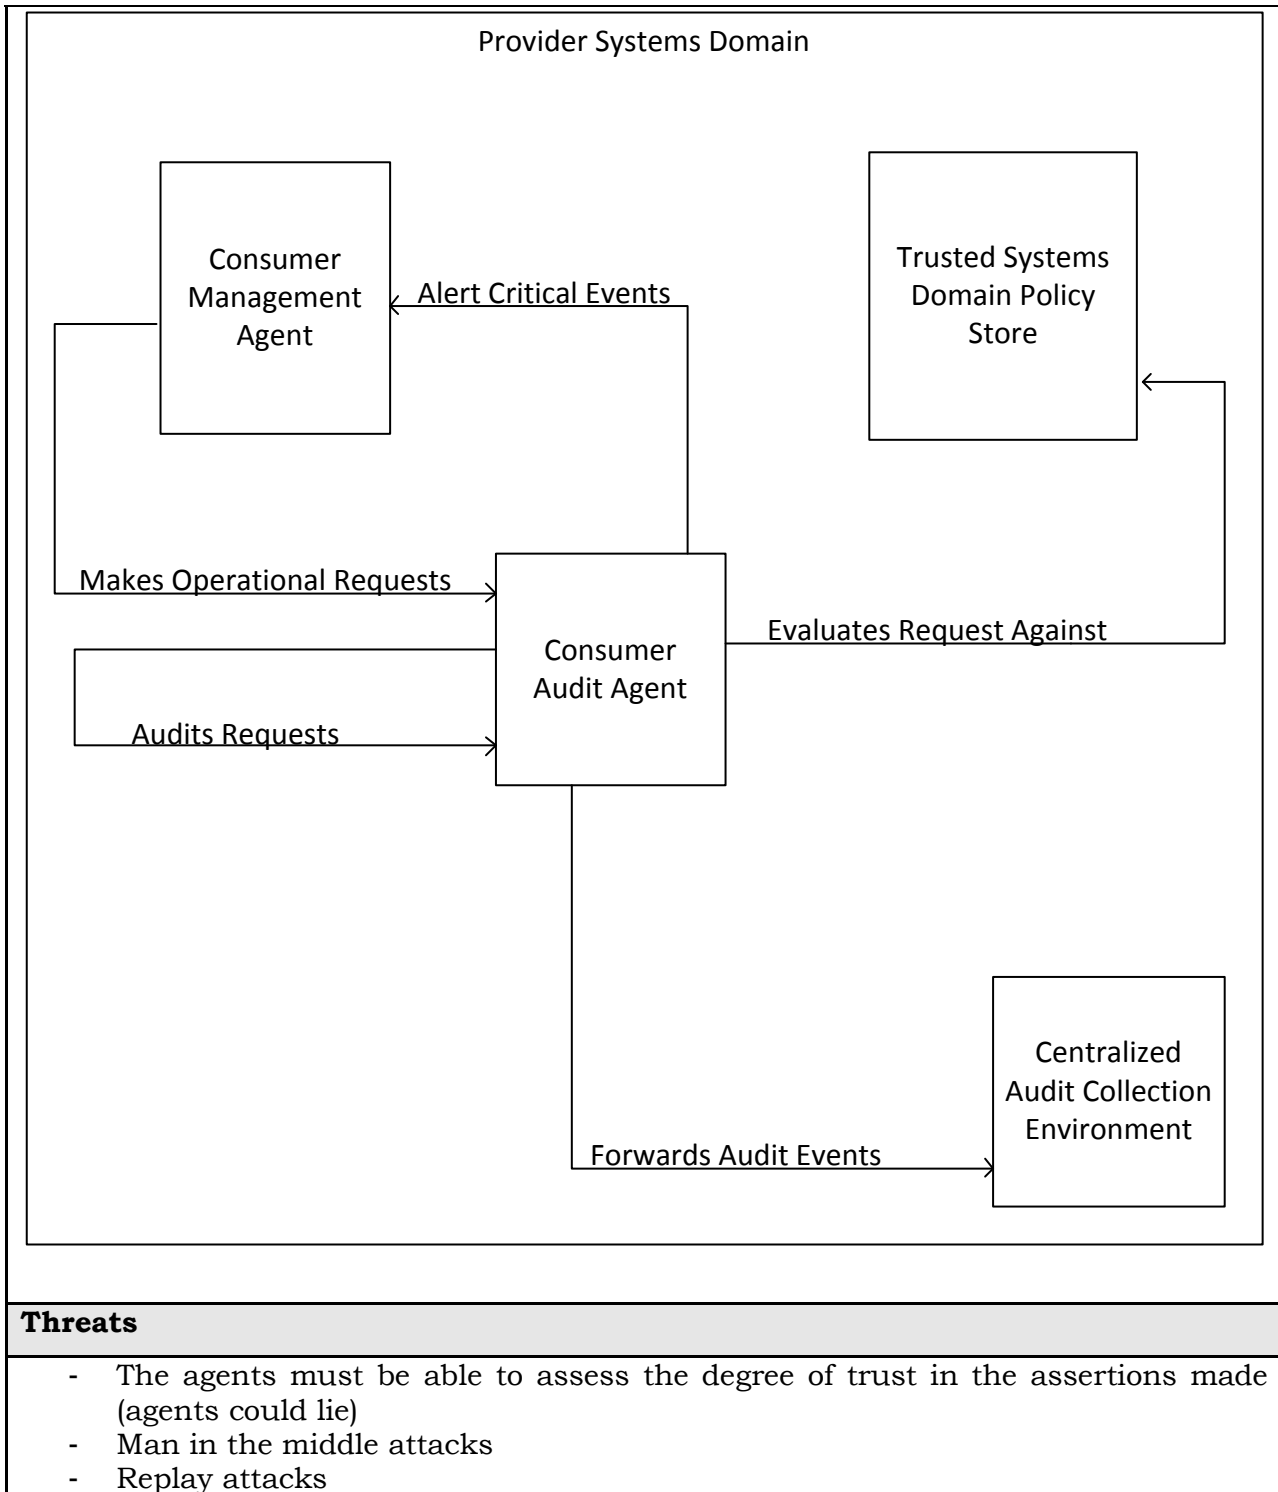 Provider Systems Domain
Consumer
Management
Agent
Alert Critical Events
Trusted Systems
Domain Policy
Store
Makes Operational Requests
Evaluates Request Against
Consumer
Audit Agent
Audits Requests
Centralized
Audit Collection
Environment
Forwards Audit Events
Threats
- The agents must be able to assess the degree of trust in the assertions made
(agents could lie)
- Man in the middle attacks
- Replay attacks